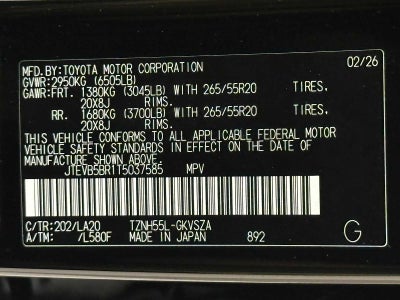 MFD.BY:TOYOTA MOTOR CORPORATION 02/26
GVWR:2950KG(6505LB)
GAWR:FRT. 1380KG (3045LB) WITH 265/55R20 TIRES,
20X8J RIMS.
RR. 1680KG (3700LB) WITH 265/55R20 TIRES,
20X8J RIMS.
THIS VEHICLE CONFORMS TO ALL APPLICABLE FEDERAL MOTOR
VEHICLE SAFETY STANDARDS IN EFFECT ON THE DATE
OF MANUFACTURE SHOWN ABOVE.
JTEVB5BR1T5037585 MPV
C/TR:202/LA20 TZNH55L-GKVSZA
A/TM: /L580F MADE IN JAPAN 892 G